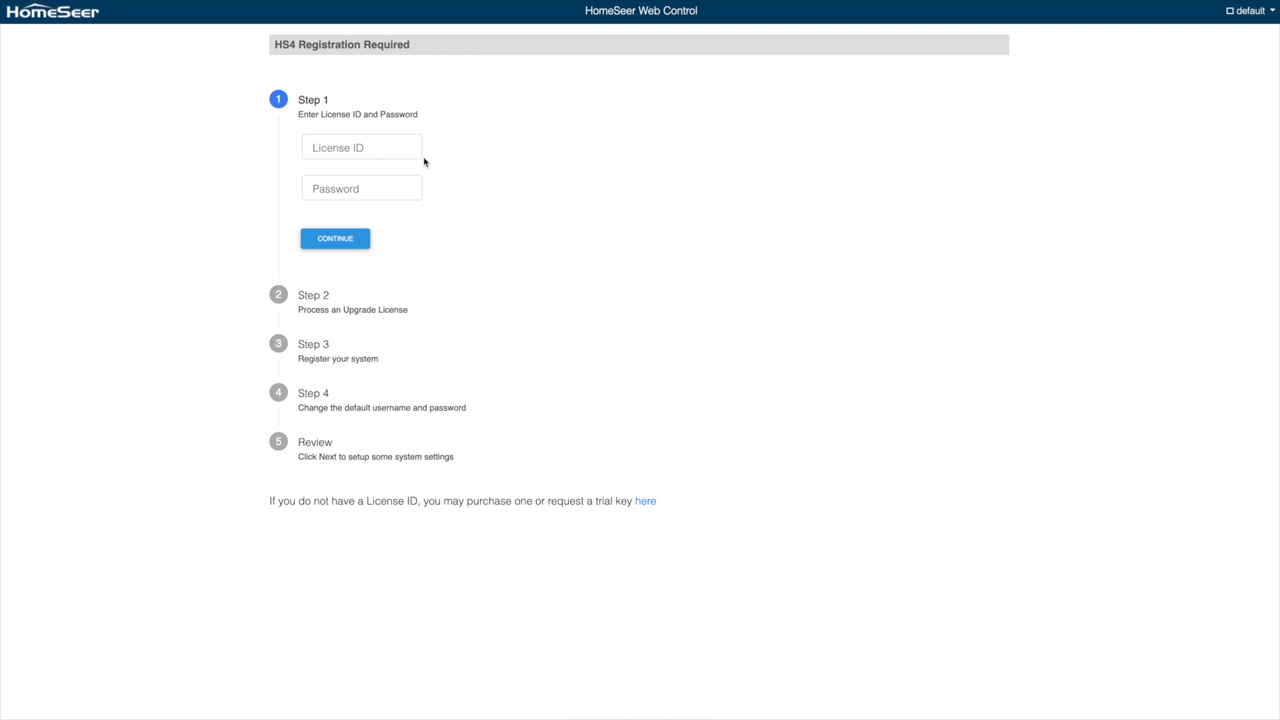 HomeSeer
HomeSeer Web Control
default
HS4 Registration Required
1
Step 1
Enter License ID and Password
License ID
Password
CONTINUE
2
Step 2
Process an Upgrade License
3
Step 3
Register your system
4
Step 4
Change the default username and password
5
Review
Click Next to setup some system settings
If you do not have a License ID, you may purchase one or request a trial key here